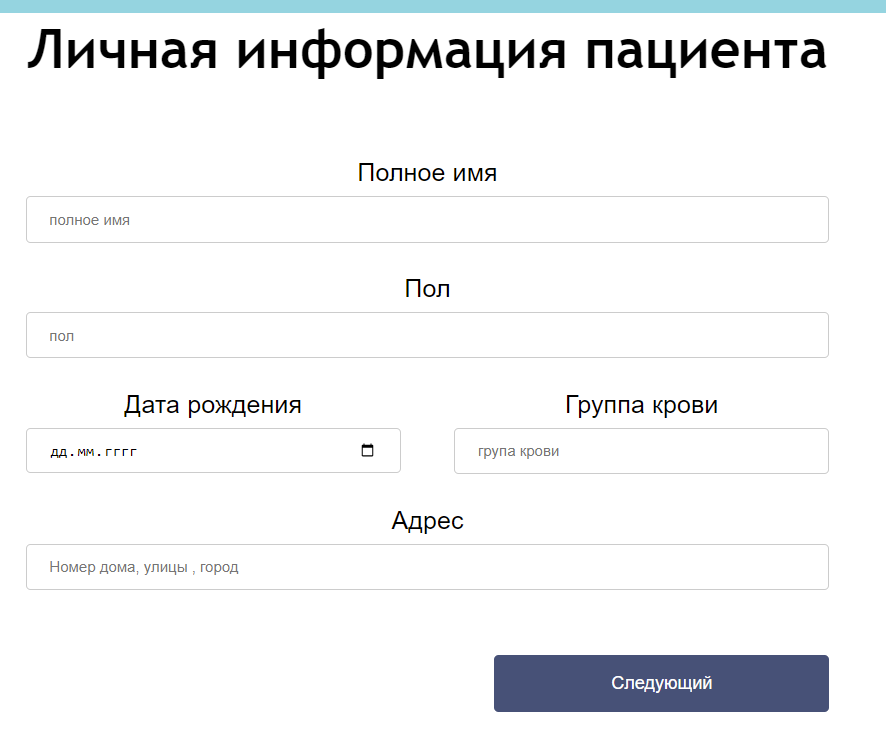 Личная информация пациента
Полное имя
полное имя
Пол
пол
Дата рождения
Группа крови
дд.мм.гггг
група крови
Адрес
Номер дома, улицы , город
Следующий